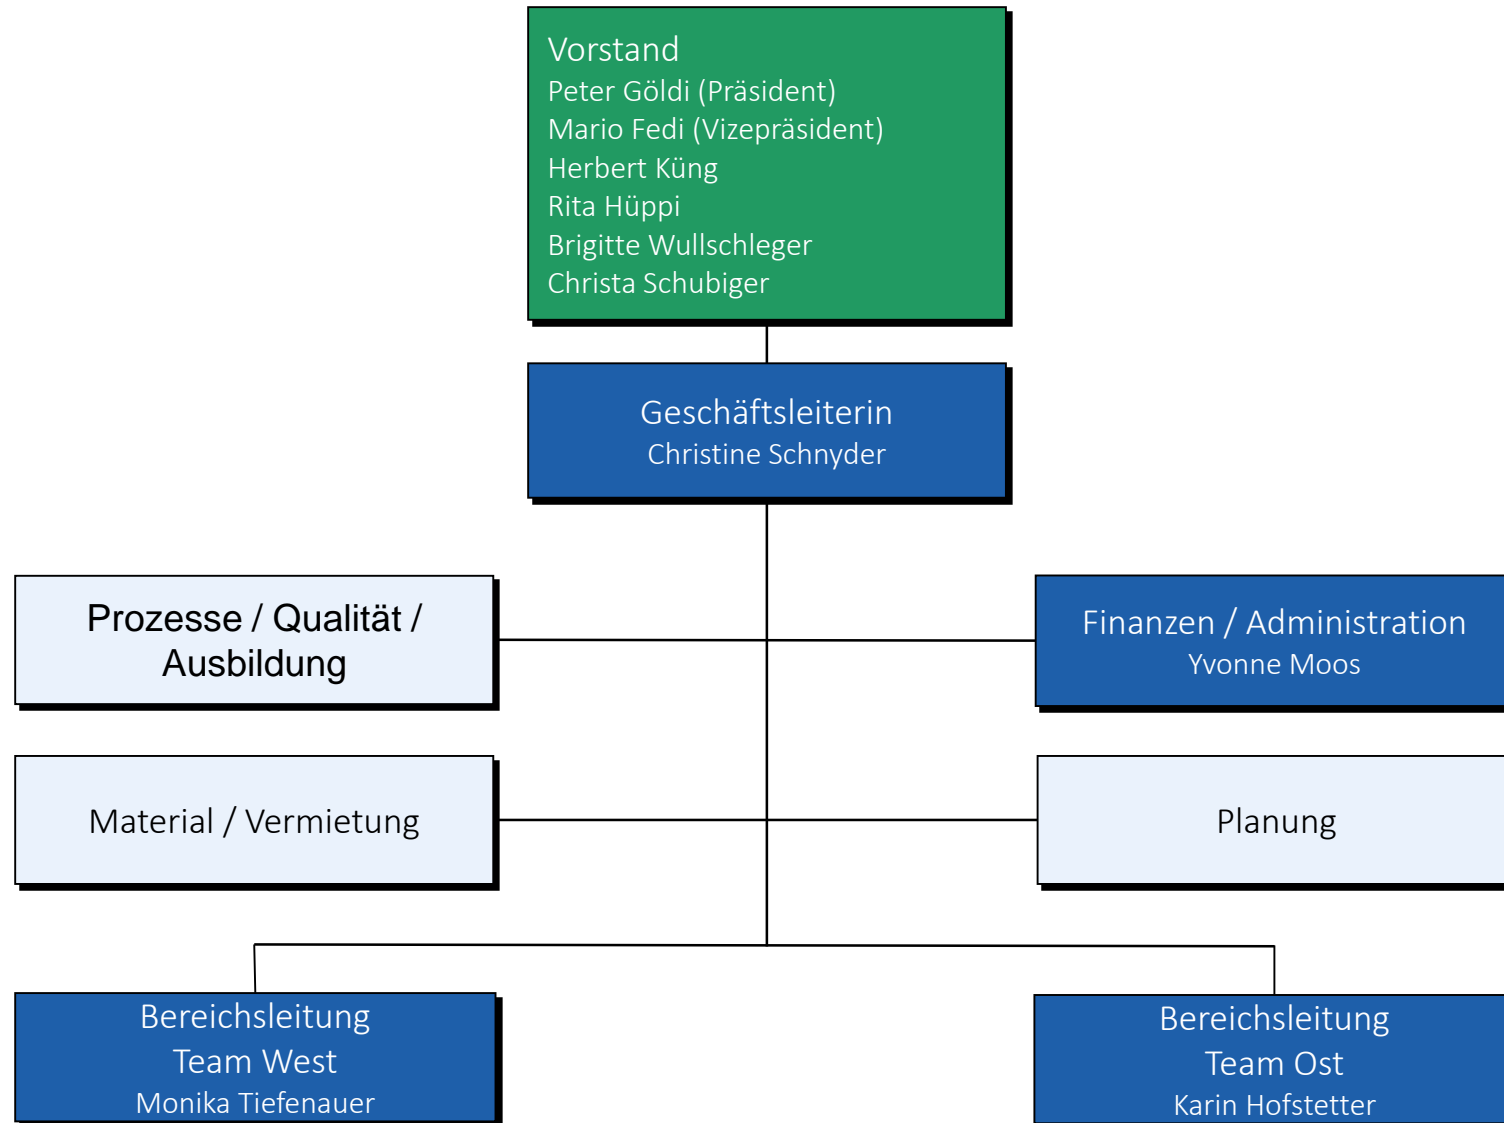 Vorstand
Peter Göldi (Präsident)
Mario Fedi (Vizepräsident)
Herbert Küng
Rita Hüppi
Brigitte Wullschleger
Christa Schubiger
Geschäftsleiterin
Christine Schnyder
Prozesse / Qualität /
Ausbildung
Finanzen / Administration
Yvonne Moos
Material / Vermietung
Planung
Bereichsleitung
Team West
Monika Tiefenauer
Bereichsleitung
Team Ost
Karin Hofstetter